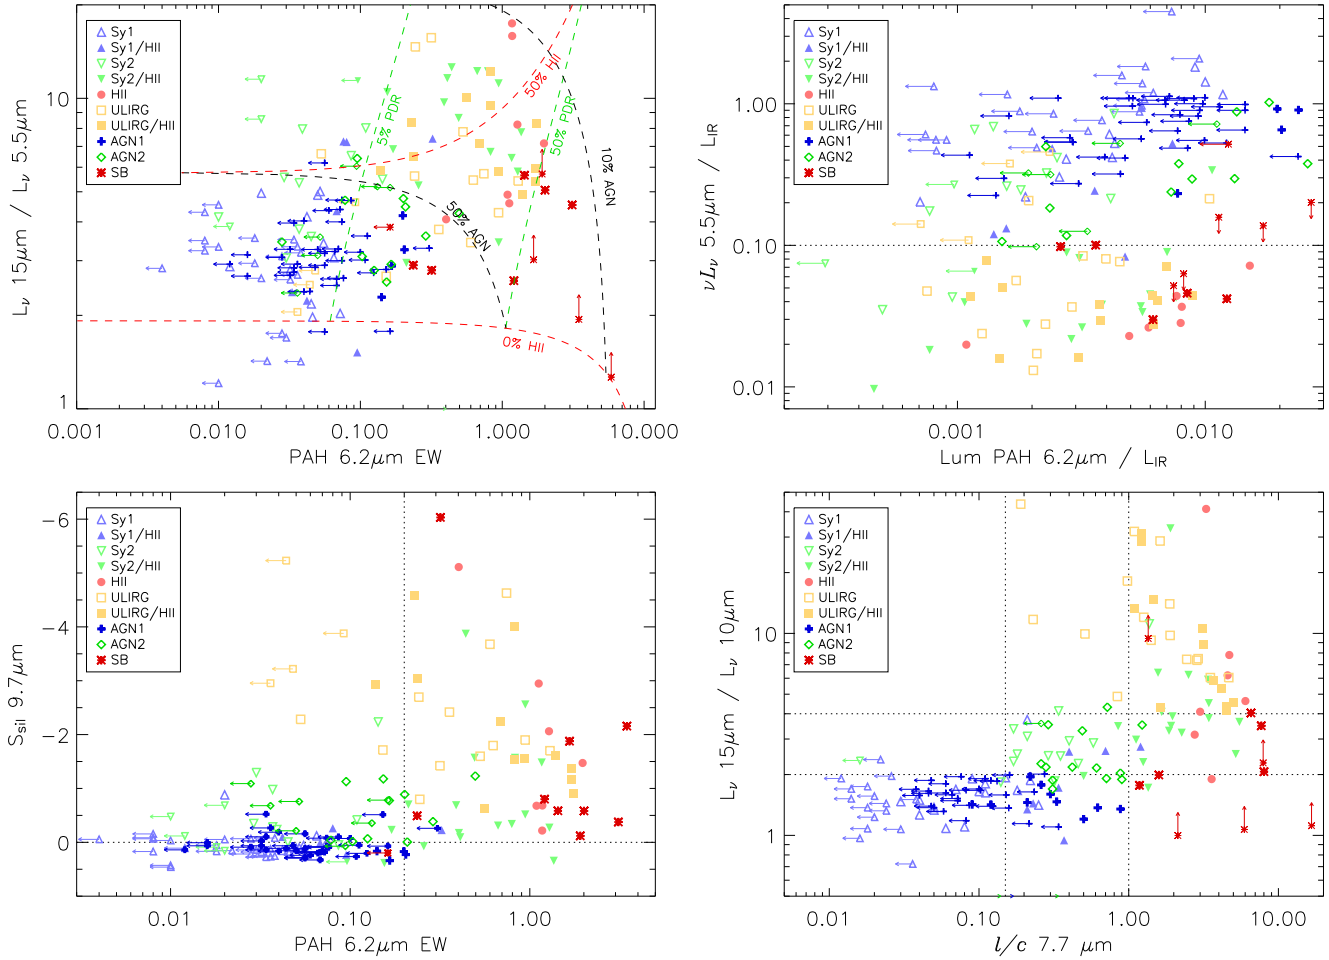 Sy1
Sy1/HII
Sy2
Sy2/HII
HII
ULIRG
ULIRG/HII
AGN1
AGN2
SB
5% PDR
50% HII
50% PDR
10% AGN
50% AGN
0% HII
10
1
0.001
0.010
0.100
1.000
10.000
PAH 6.2μm EW
Lν 15μm / Lν 5.5μm
Sy1
Sy1/HII
Sy2
Sy2/HII
HII
ULIRG
ULIRG/HII
AGN1
AGN2
SB
1.00
0.10
0.01
0.001
0.010
Lum PAH 6.2μm / LIR
νLν 5.5μm / LIR
Sy1
Sy1/HII
Sy2
Sy2/HII
HII
ULIRG
ULIRG/HII
AGN1
AGN2
SB
-6
-4
-2
0
0.01
0.10
1.00
PAH 6.2μm EW
Ssil 9.7μm
Sy1
Sy1/HII
Sy2
Sy2/HII
HII
ULIRG
ULIRG/HII
AGN1
AGN2
SB
10
1
0.01
0.10
1.00
10.00
l/c 7.7 μm
Lν 15μm / Lν 10μm